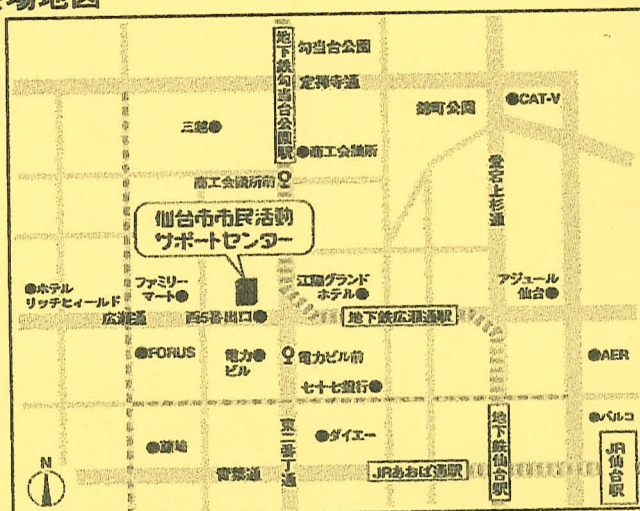 会場地図
地下鉄勾当台公園駅
勾当台公園
定禅寺通
錦町公園
●CAT-V
三越●
●商工会議所
商工会議所前
愛宕上杉通
仙台市市民活動
サポートセンター
●ホテル
リッチフィールド
ファミリー
マート●
江陽グランド
ホテル●
アジュール
仙台●
広瀬通
西5番出口●
地下鉄広瀬通駅
●FORUS
電力●
ビル
電力ビル前
●AER
七十七銀行●
●藤崎
東二番丁通
●ダイエー
地下鉄仙台駅
●パルコ
N
青葉通
JRあおば通駅
JR仙台駅